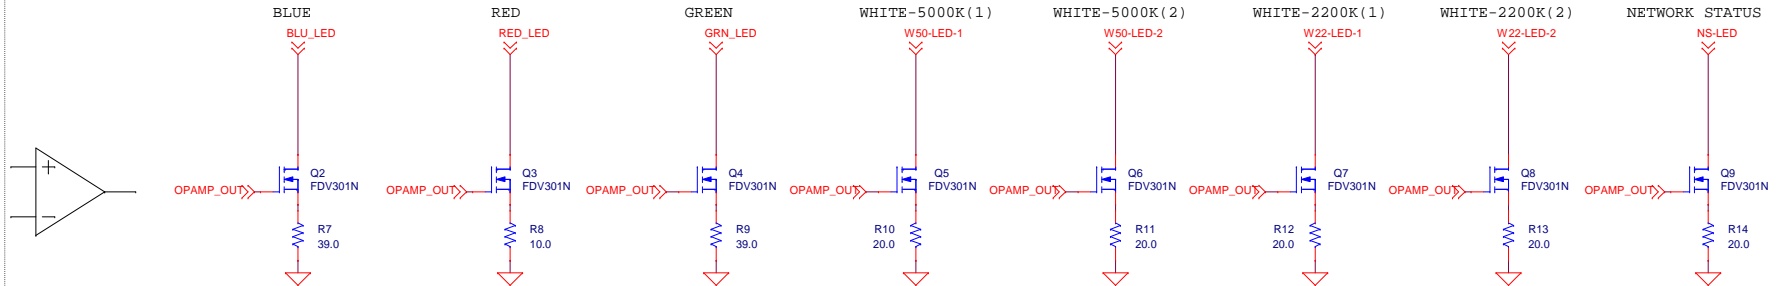 BLUE
RED
GREEN
WHITE-5000K(1)
WHITE-5000K(2)
WHITE-2200K(1)
WHITE-2200K(2)
NETWORK STATUS
BLU_LED
RED_LED
GRN_LED
W50-LED-1
W50-LED-2
W22-LED-1
W22-LED-2
NS-LED
Q2
FDV301N
Q3
FDV301N
Q4
FDV301N
Q5
FDV301N
Q6
FDV301N
Q7
FDV301N
Q8
FDV301N
Q9
FDV301N
OPAMP_OUT
OPAMP_OUT
OPAMP_OUT
OPAMP_OUT
OPAMP_OUT
OPAMP_OUT
OPAMP_OUT
OPAMP_OUT
R7
39.0
R8
10.0
R9
39.0
R10
20.0
R11
20.0
R12
20.0
R13
20.0
R14
20.0